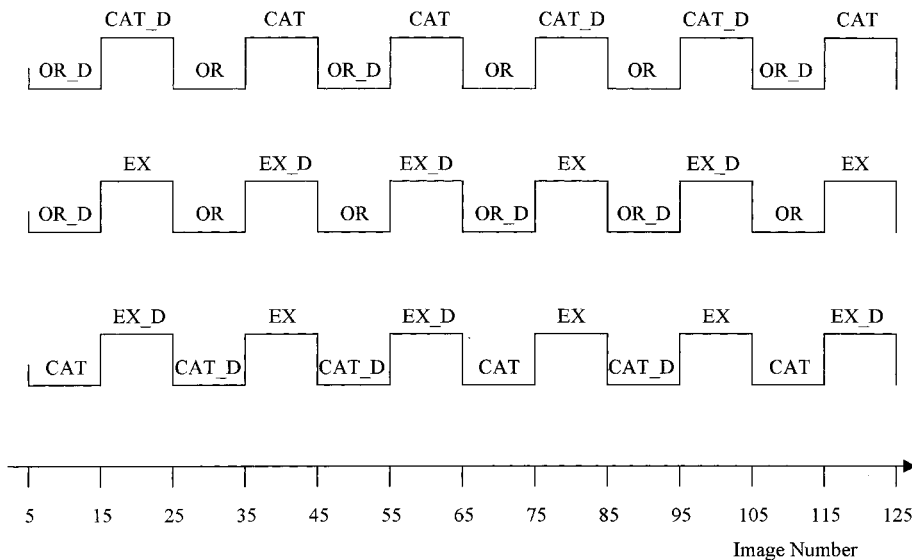 CAT_D CAT CAT CAT_D CAT_D CAT
OR_D OR OR_D OR OR OR_D
EX EX_D EX_D EX EX_D EX
OR_D OR OR OR_D OR_D OR
EX_D EX EX_D EX EX EX_D
CAT CAT_D CAT_D CAT CAT_D CAT
5 15 25 35 45 55 65 75 85 95 105 115 125
Image Number